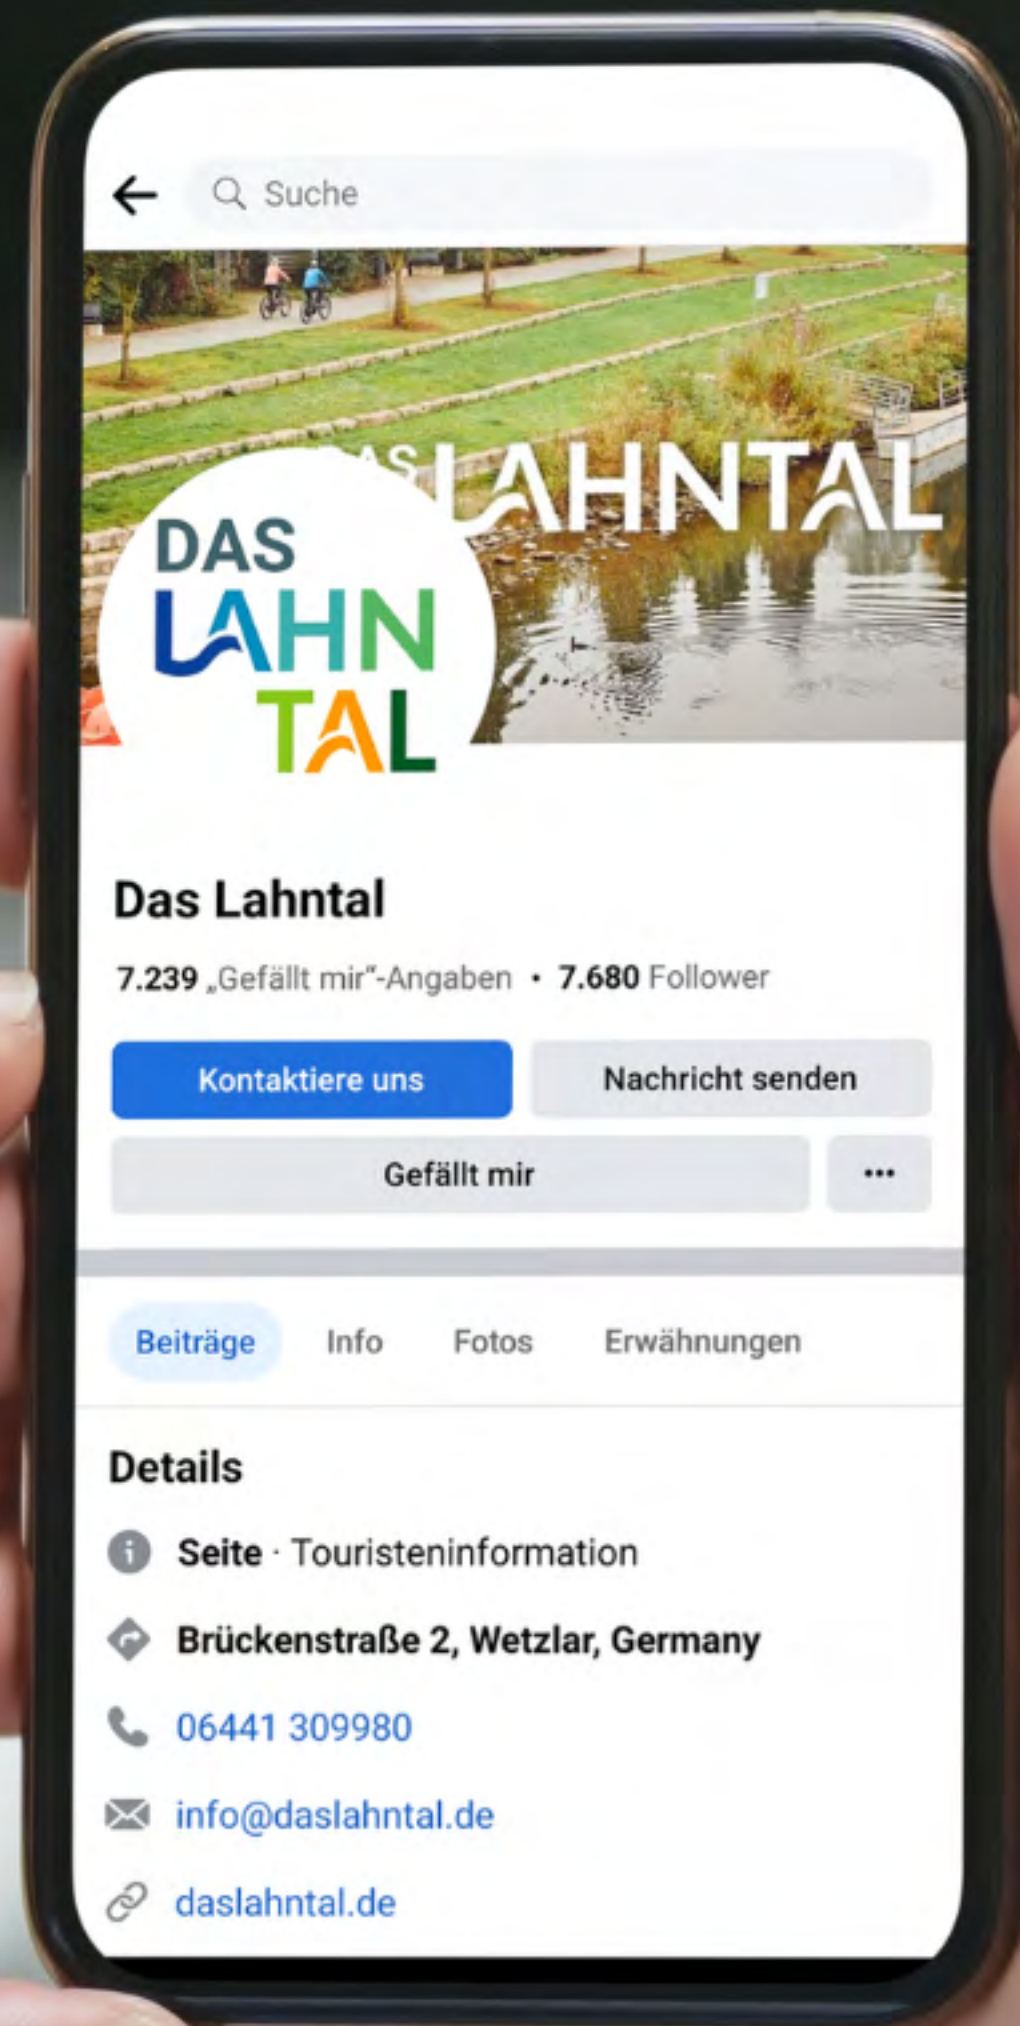 Suche
DAS LAHNTAL
DAS
LAHN
TAL
Das Lahntal
7.239 „Gefällt mir“-Angaben • 7.680 Follower
Kontaktiere uns
Nachricht senden
Gefällt mir
...
Beiträge Info Fotos Erwähnungen
Details
Seite · Touristeninformation
Brückenstraße 2, Wetzlar, Germany
06441 309980
info@daslahntal.de
daslahntal.de